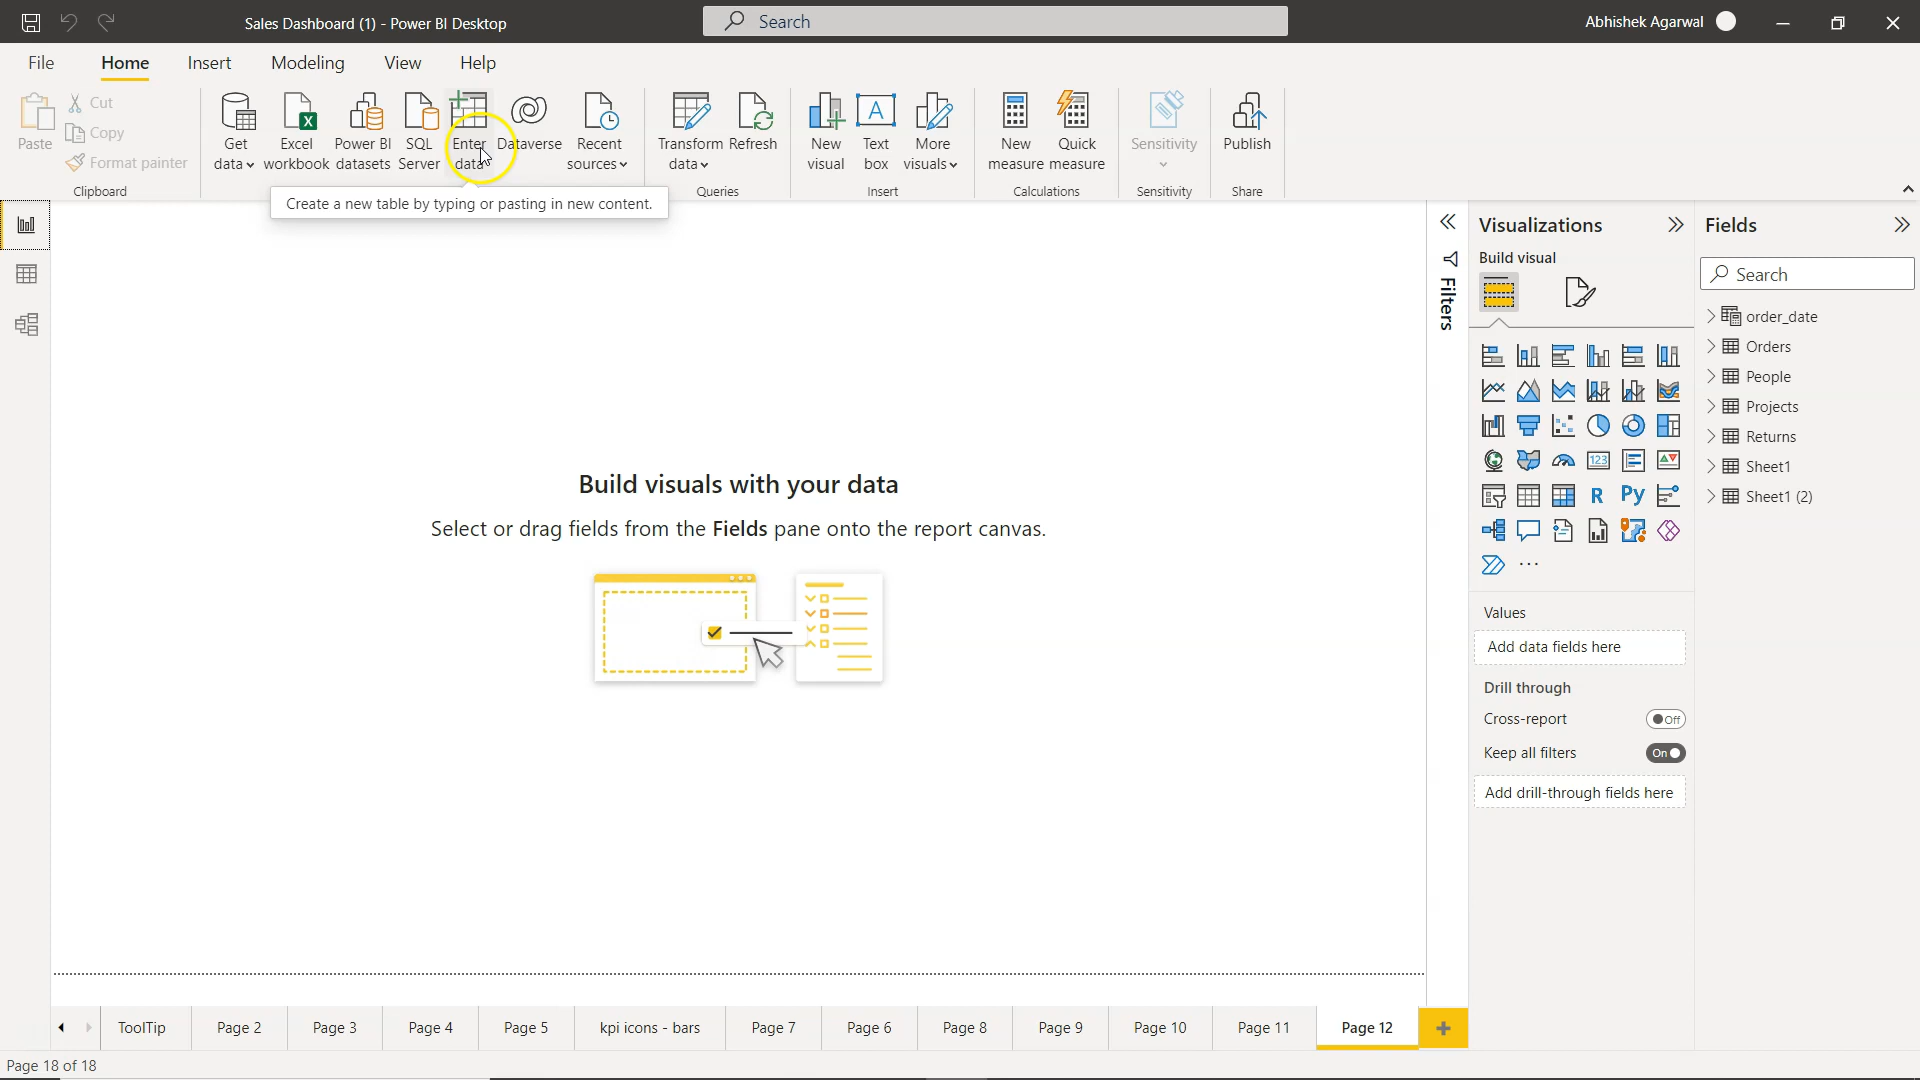 Sales Dashboard (1) - Power BI Desktop
Search
Abhishek Agarwal
File
Home
Insert
Modeling
View
Help
Paste
Cut
Copy
Format painter
Clipboard
Get
data
Excel
workbook
Power BI
datasets
SQL
Server
Enter
data
Dataverse
Recent
sources
Transform
data
Refresh
Queries
New
visual
Text
box
More
visuals
Insert
New
measure
Quick
measure
Calculations
Sensitivity
Sensitivity
Publish
Share
Create a new table by typing or pasting in new content.
Build visuals with your data
Select or drag fields from the Fields pane onto the report canvas.
Filters
Visualizations
Build visual
R
Py
123
Values
Add data fields here
Drill through
Cross-report
Off
Keep all filters
On
Add drill-through fields here
Fields
Search
order_date
Orders
People
Projects
Returns
Sheet1
Sheet1 (2)
ToolTip
Page 2
Page 3
Page 4
Page 5
kpi icons - bars
Page 7
Page 6
Page 8
Page 9
Page 10
Page 11
Page 12
Page 18 of 18